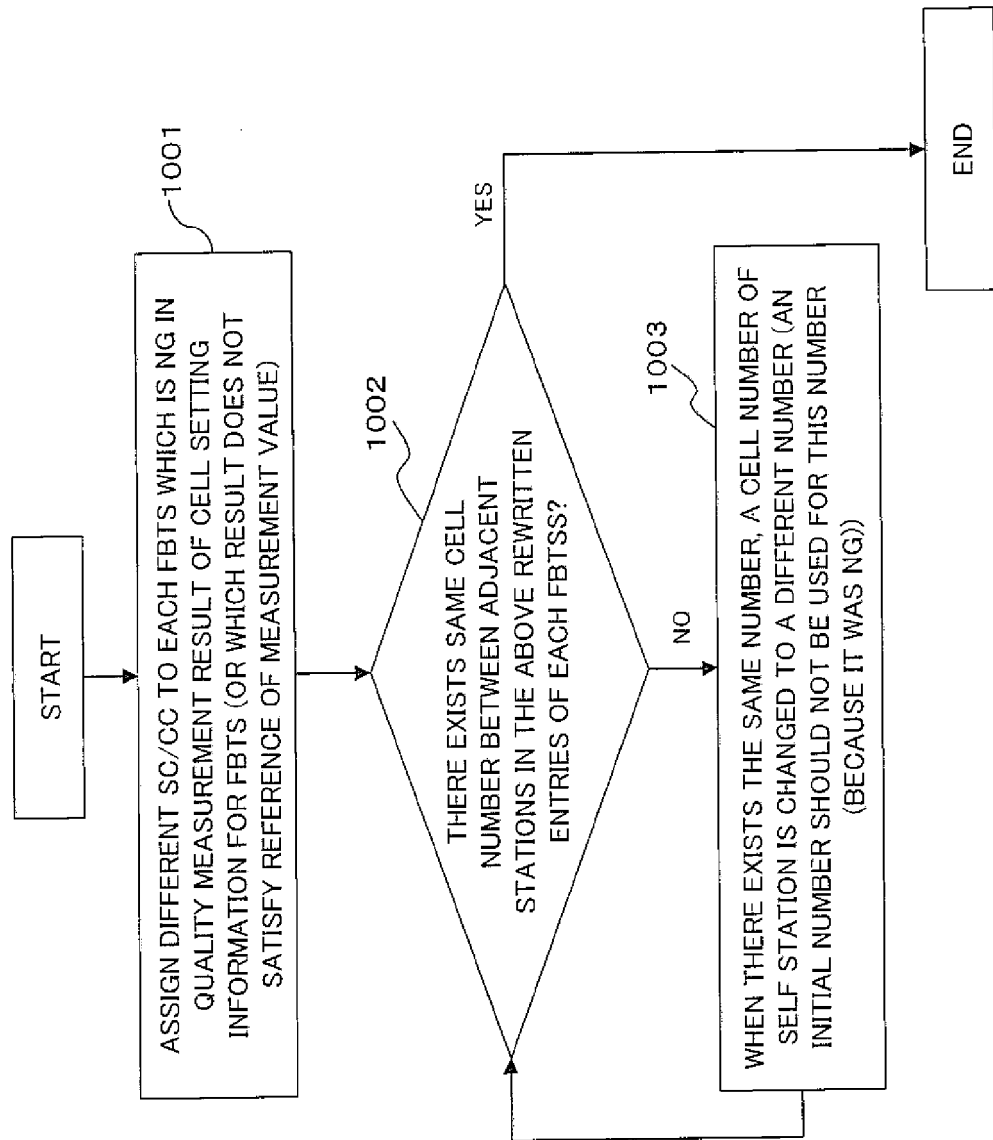 START
1001
ASSIGN DIFFERENT SC/CC TO EACH FBTS WHICH IS NG IN
QUALITY MEASUREMENT RESULT OF CELL SETTING
INFORMATION FOR FBTS (OR WHICH RESULT DOES NOT
SATISFY REFERENCE OF MEASUREMENT VALUE)
1002
THERE EXISTS SAME CELL
NUMBER BETWEEN ADJACENT
STATIONS IN THE ABOVE REWRITTEN
ENTRIES OF EACH FBTSS?
YES
NO
1003
WHEN THERE EXISTS THE SAME NUMBER, A CELL NUMBER OF
SELF STATION IS CHANGED TO A DIFFERENT NUMBER (AN
INITIAL NUMBER SHOULD NOT BE USED FOR THIS NUMBER
(BECAUSE IT WAS NG))
END